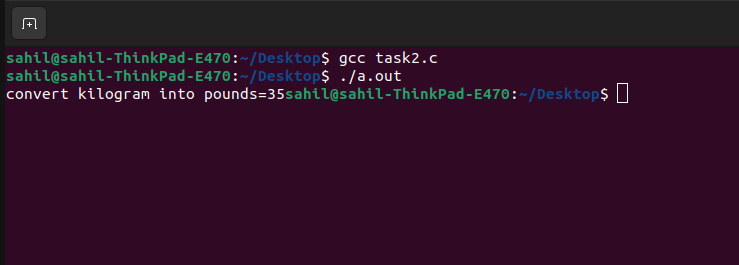 sahil@sahil-ThinkPad-E470:~/Desktop$ gcc task2.c
sahil@sahil-ThinkPad-E470:~/Desktop$ ./a.out
convert kilogram into pounds=35sahil@sahil-ThinkPad-E470:~/Desktop$